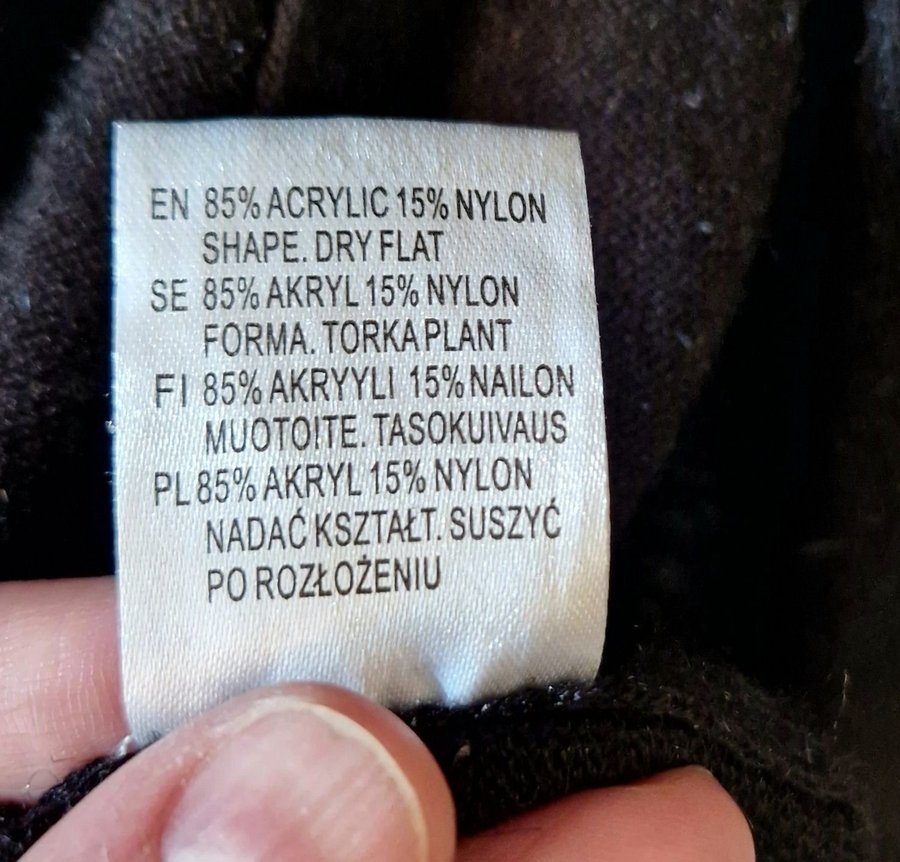 EN 85% ACRYLIC 15% NYLON
SHAPE. DRY FLAT
SE 85% AKRYL 15% NYLON
FORMA. TORKA PLANT
FI 85% AKRYYLI 15% NAILON
MUOTOITE. TASOKUIVAUS
PL 85% AKRYL 15% NYLON
NADAĆ KSZTAŁT. SUSZYĆ
PO ROZŁOŻENIU